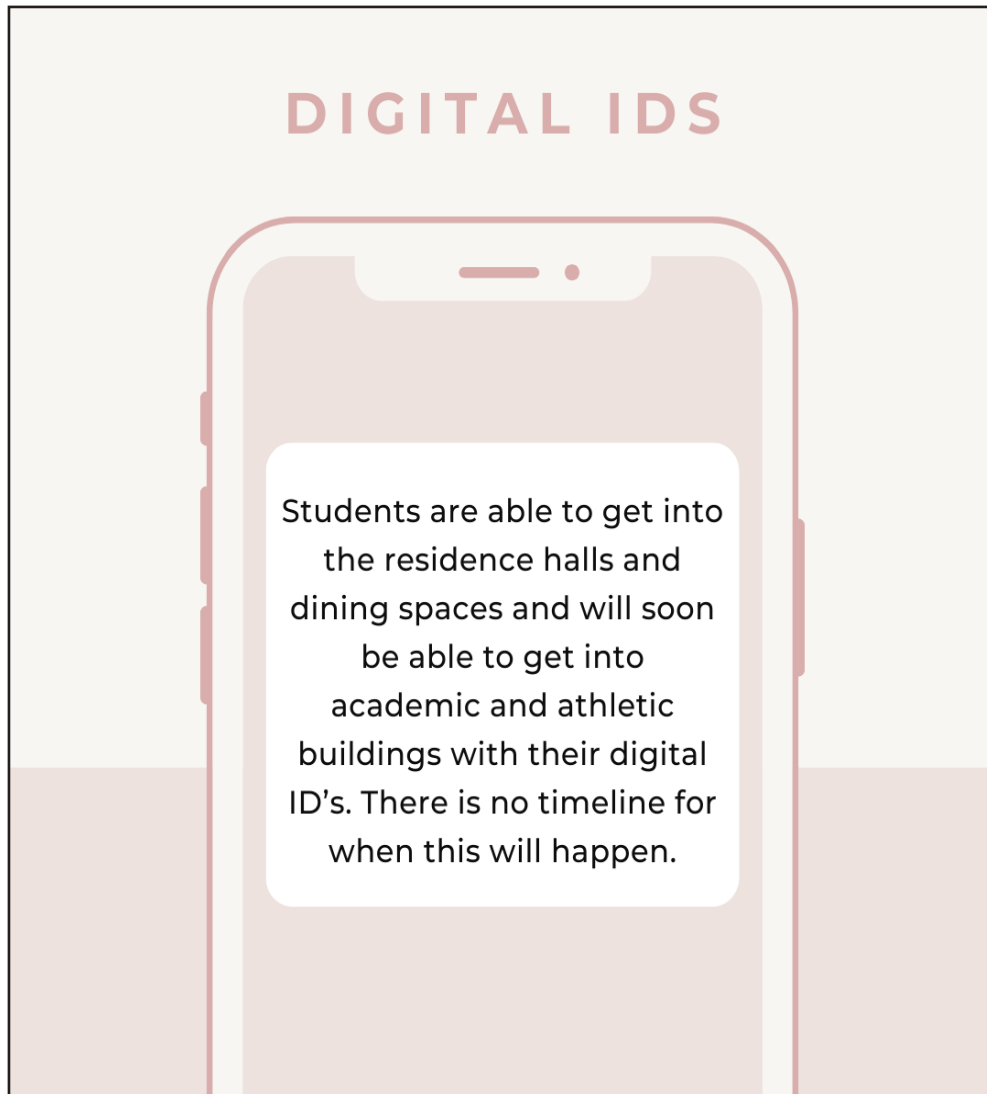 DIGITAL IDS
Students are able to get into
the residence halls and
dining spaces and will soon
be able to get into
academic and athletic
buildings with their digital
ID’s. There is no timeline for
when this will happen.